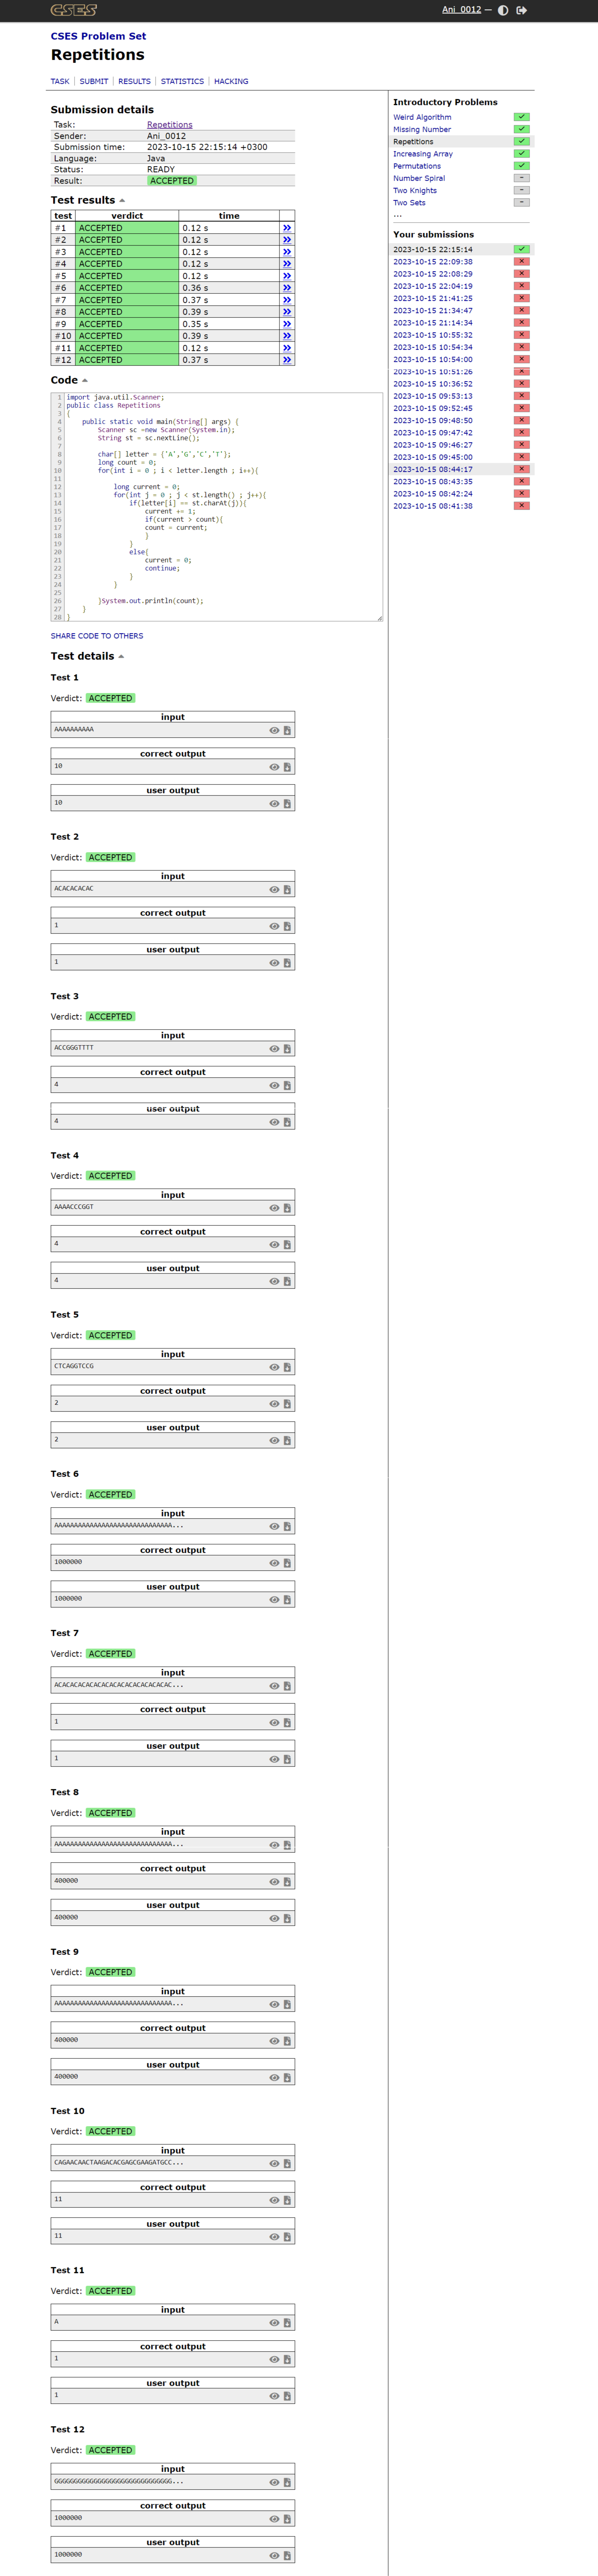 CSES
Ani_0012 —
CSES Problem Set
Repetitions
TASK | SUBMIT | RESULTS | STATISTICS | HACKING
Submission details
Task: Repetitions
Sender: Ani_0012
Submission time: 2023-10-15 22:15:14 +0300
Language: Java
Status: READY
Result: ACCEPTED
Test results
test verdict time
#1 ACCEPTED 0.12 s »
#2 ACCEPTED 0.12 s »
#3 ACCEPTED 0.12 s »
#4 ACCEPTED 0.12 s »
#5 ACCEPTED 0.12 s »
#6 ACCEPTED 0.36 s »
#7 ACCEPTED 0.37 s »
#8 ACCEPTED 0.39 s »
#9 ACCEPTED 0.35 s »
#10 ACCEPTED 0.39 s »
#11 ACCEPTED 0.12 s »
#12 ACCEPTED 0.37 s »
Code
1 import java.util.Scanner;
2 public class Repetitions
3 {
4 public static void main(String[] args) {
5 Scanner sc =new Scanner(System.in);
6 String st = sc.nextLine();
7
8 char[] letter = {'A','G','C','T'};
9 long count = 0;
10 for(int i = 0 ; i < letter.length ; i++){
11
12 long current = 0;
13 for(int j = 0 ; j < st.length() ; j++){
14 if(letter[i] == st.charAt(j)){
15 current += 1;
16 if(current > count){
17 count = current;
18 }
19 }
20 else{
21 current = 0;
22 continue;
23 }
24 }
25
26 }System.out.println(count);
27 }
28 }
SHARE CODE TO OTHERS
Test details
Test 1
Verdict: ACCEPTED
input
AAAAAAAAAA
correct output
10
user output
10
Test 2
Verdict: ACCEPTED
input
ACACACACAC
correct output
1
user output
1
Test 3
Verdict: ACCEPTED
input
ACCGGGTTTT
correct output
4
user output
4
Test 4
Verdict: ACCEPTED
input
AAAACCCGGT
correct output
4
user output
4
Test 5
Verdict: ACCEPTED
input
CTCAGGTCCG
correct output
2
user output
2
Test 6
Verdict: ACCEPTED
input
AAAAAAAAAAAAAAAAAAAAAAAAAAAAAA...
correct output
1000000
user output
1000000
Test 7
Verdict: ACCEPTED
input
ACACACACACACACACACACACACACACAC...
correct output
1
user output
1
Test 8
Verdict: ACCEPTED
input
AAAAAAAAAAAAAAAAAAAAAAAAAAAAAA...
correct output
400000
user output
400000
Test 9
Verdict: ACCEPTED
input
AAAAAAAAAAAAAAAAAAAAAAAAAAAAAA...
correct output
400000
user output
400000
Test 10
Verdict: ACCEPTED
input
CAGAACAACTAAGACACGAGCGAAGATGCC...
correct output
11
user output
11
Test 11
Verdict: ACCEPTED
input
A
correct output
1
user output
1
Test 12
Verdict: ACCEPTED
input
GGGGGGGGGGGGGGGGGGGGGGGGGGGGGG...
correct output
1000000
user output
1000000
Introductory Problems
Weird Algorithm
Missing Number
Repetitions
Increasing Array
Permutations
Number Spiral –
Two Knights –
Two Sets –
...
Your submissions
2023-10-15 22:15:14
2023-10-15 22:09:38
2023-10-15 22:08:29
2023-10-15 22:04:19
2023-10-15 21:41:25
2023-10-15 21:34:47
2023-10-15 21:14:34
2023-10-15 10:55:32
2023-10-15 10:54:34
2023-10-15 10:54:00
2023-10-15 10:51:26
2023-10-15 10:36:52
2023-10-15 09:53:13
2023-10-15 09:52:45
2023-10-15 09:48:50
2023-10-15 09:47:42
2023-10-15 09:46:27
2023-10-15 09:45:00
2023-10-15 08:44:17
2023-10-15 08:43:35
2023-10-15 08:42:24
2023-10-15 08:41:38